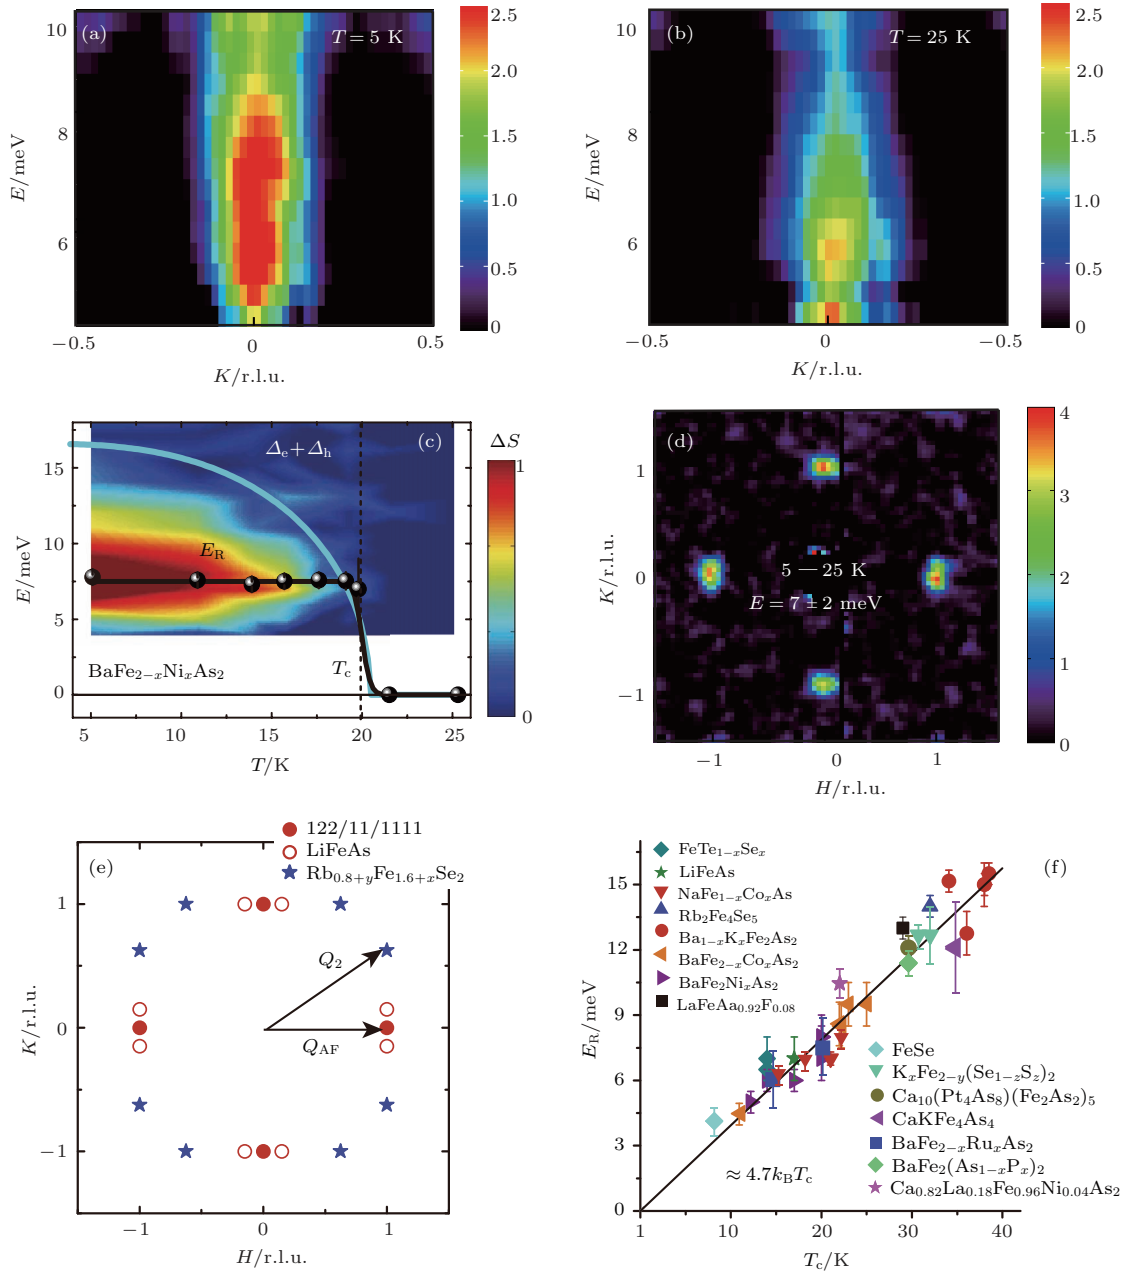 (a)
T = 5 K
10
8
6
E/meV
−0.5
0
0.5
K/r.l.u.
2.5
2.0
1.5
1.0
0.5
0
(b)
T = 25 K
10
8
6
E/meV
−0.5
0
−0.5
K/r.l.u.
2.5
2.0
1.5
1.0
0.5
0
(c)
Δe+Δh
ER
Tc
BaFe2−xNixAs2
15
12.5
10
7.5
5
2.5
0
E/meV
5
10
15
20
25
T/K
ΔS
1
0
(d)
5 — 25 K
E = 7 ± 2 meV
1
0
−1
K/r.l.u.
−1
0
1
H/r.l.u.
4
3
2
1
0
122/11/1111
LiFeAs
Rb0.8+yFe1.6+xSe2
(e)
Q2
QAF
1
0
−1
K/r.l.u.
−1
0
1
H/r.l.u.
(f)
FeTe1−xSex
LiFeAs
NaFe1−xCoxAs
Rb2Fe4Se5
Ba1−xKxFe2As2
BaFe2−xCoxAs2
BaFe2NixAs2
LaFeAa0.92F0.08
FeSe
KxFe2−y(Se1−zSz)2
Ca10(Pt4As8)(Fe2As2)5
CaKFe4As4
BaFe2−xRuxAs2
BaFe2(As1−xPx)2
Ca0.82La0.18Fe0.96Ni0.04As2
≈ 4.7kBTc
15
12
9
6
3
0
ER/meV
1
10
20
30
40
Tc/K